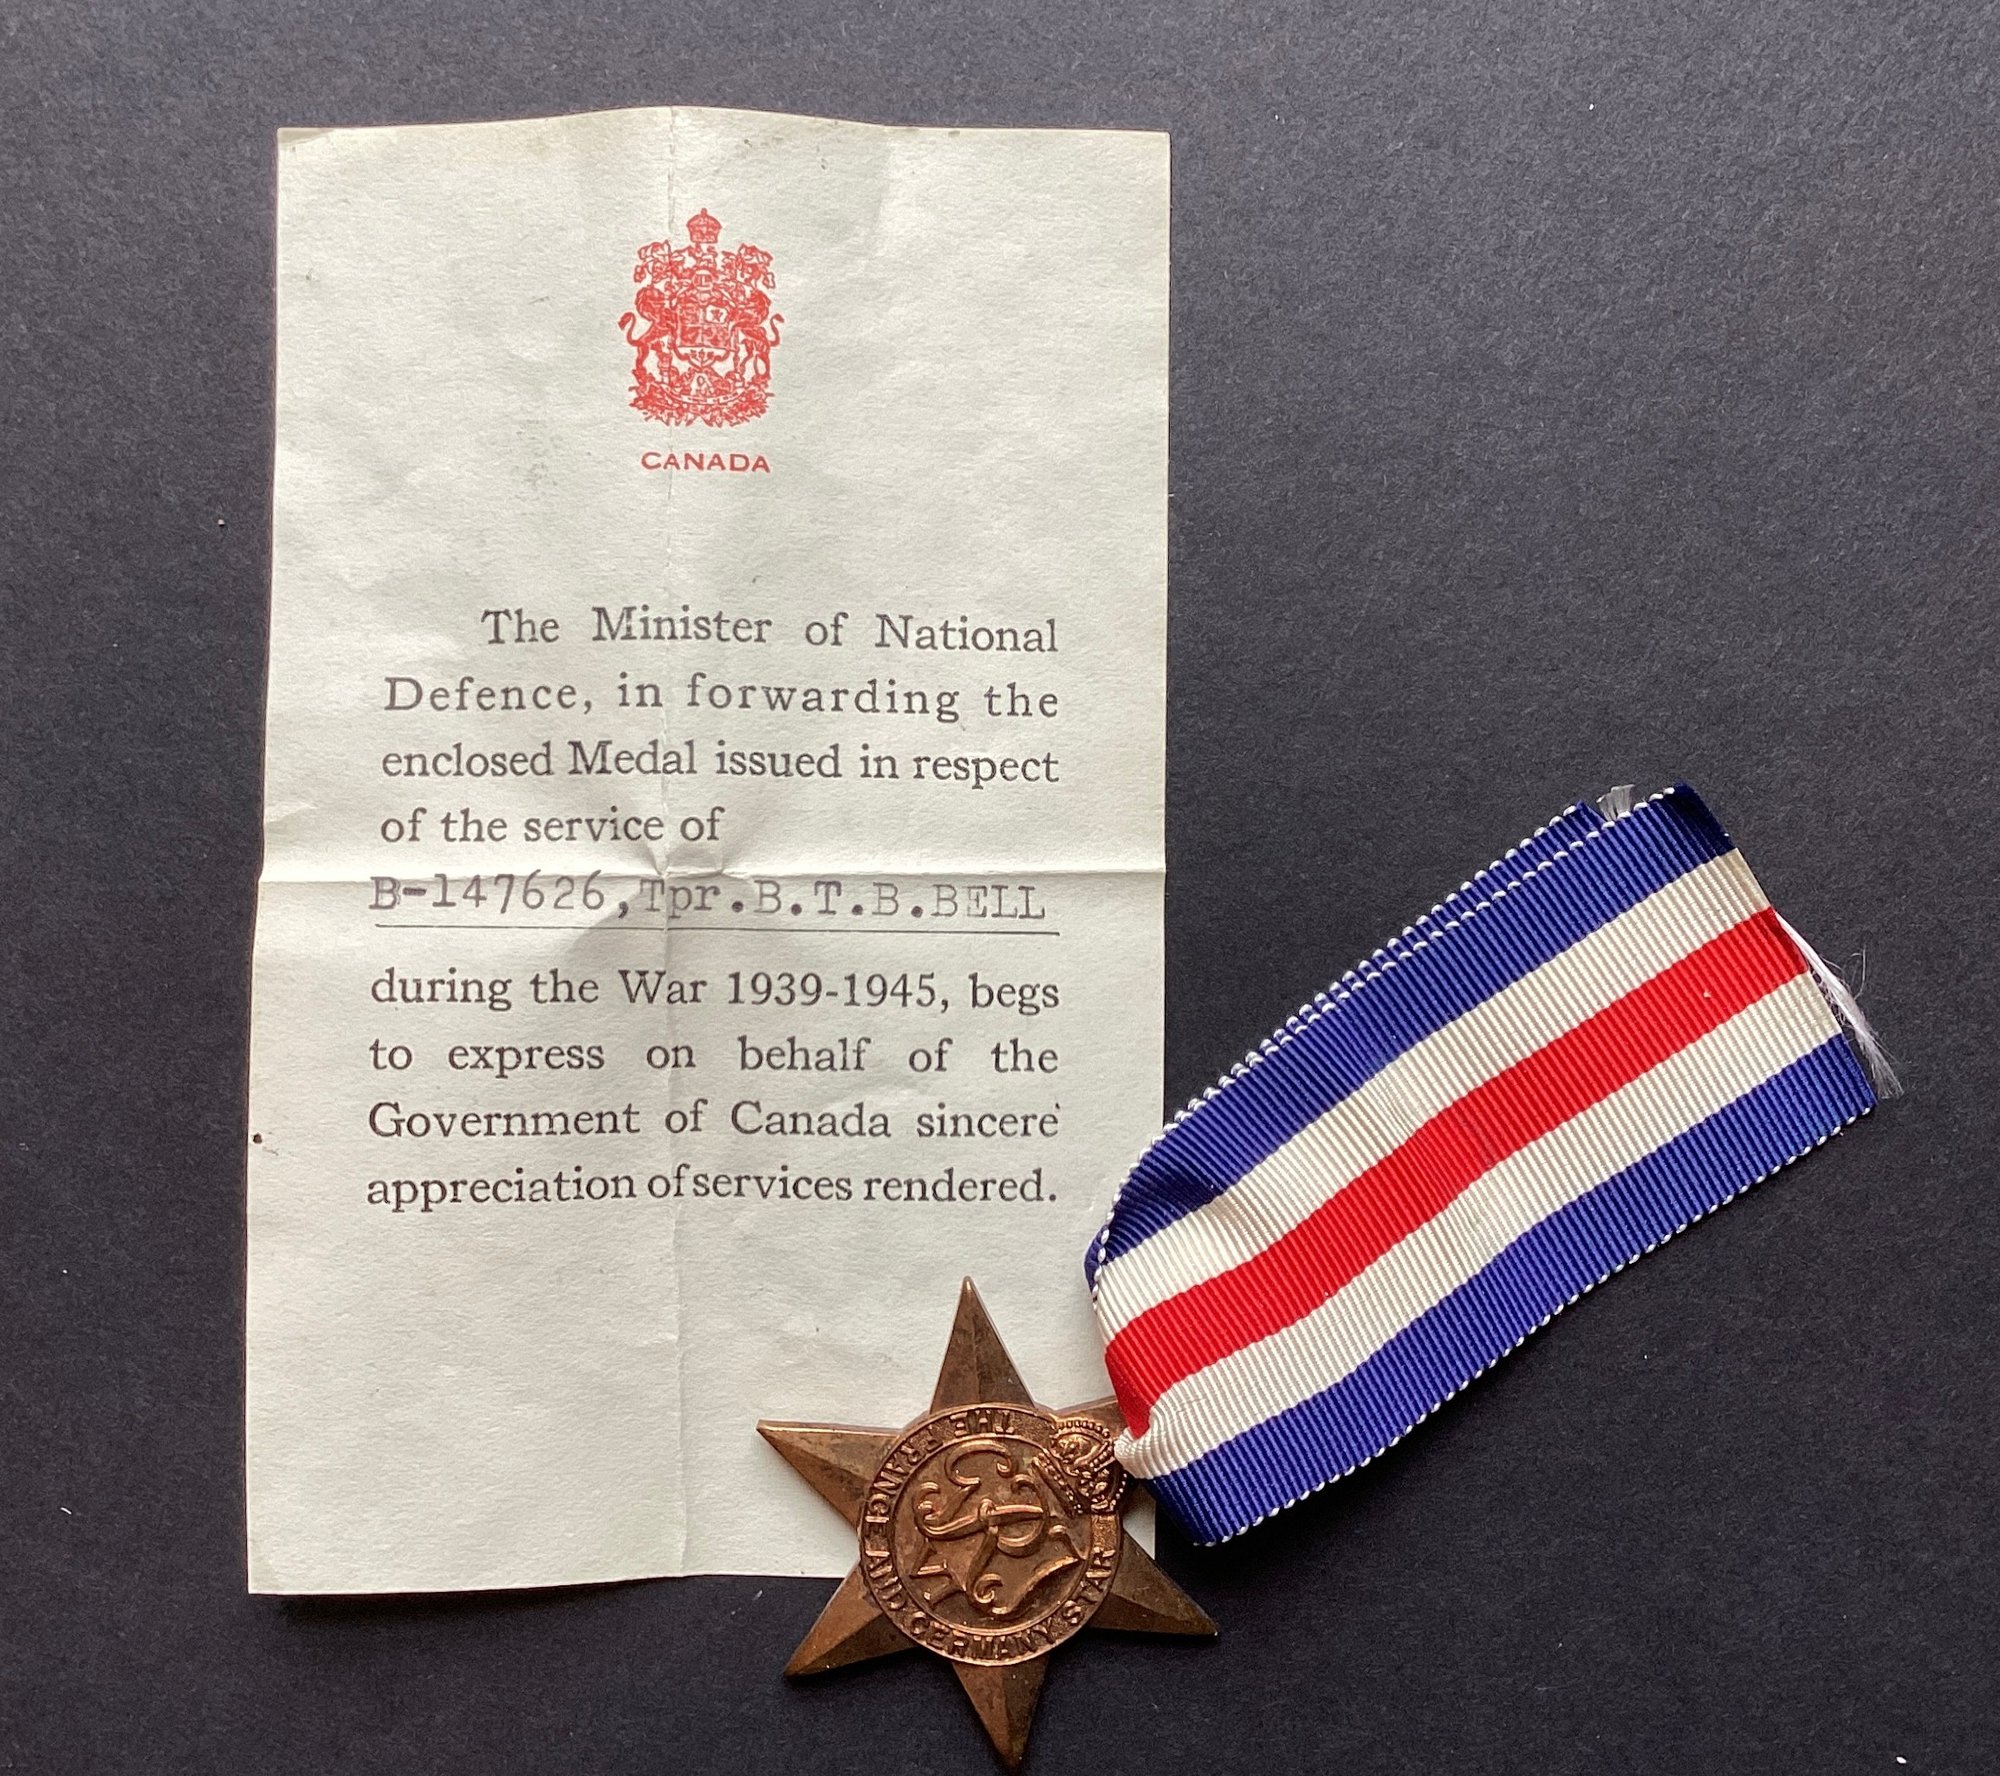 CANADA
The Minister of National
Defence, in forwarding the
enclosed Medal issued in respect
of the service of
B-147626, Tpr. B.T.B. BELL
during the War 1939-1945, begs
to express on behalf of the
Government of Canada sincere
appreciation of services rendered.
THE FRANCE AND GERMANY STAR
GRI VI